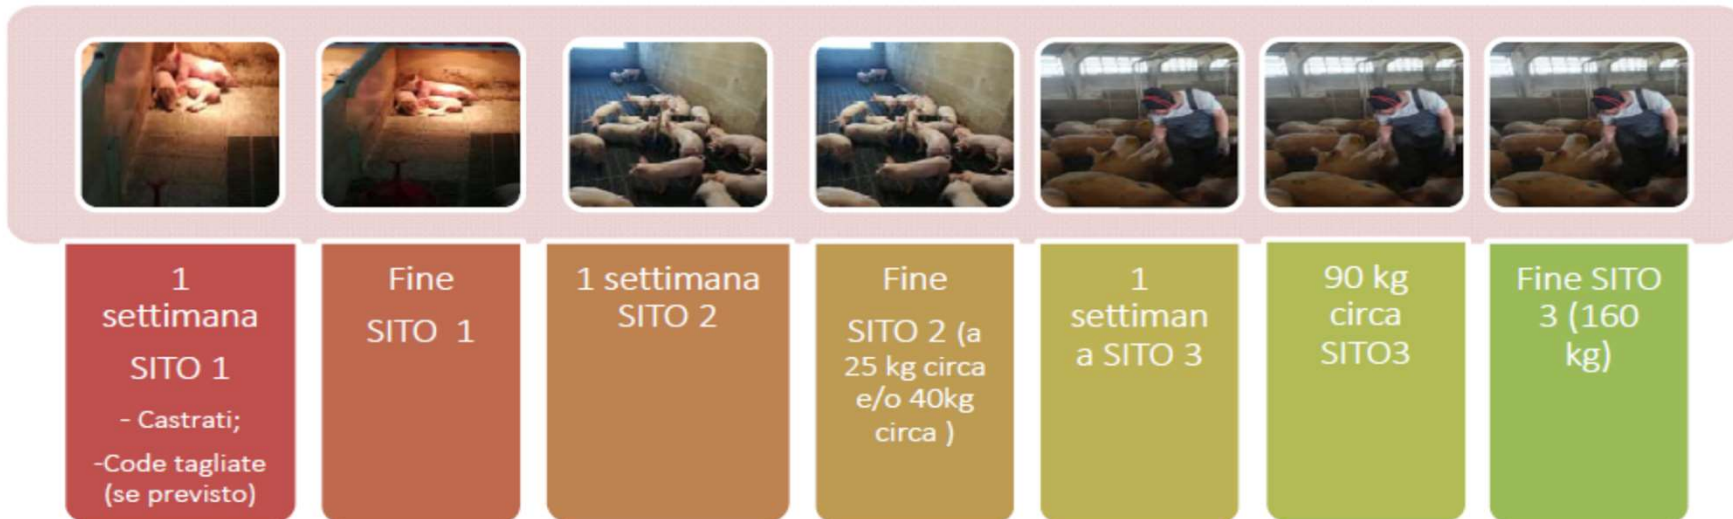 1
settimana
SITO 1
- Castrati;
-Code tagliate
(se previsto)
Fine
SITO 1
1 settimana
SITO 2
Fine
SITO 2 (a
25 kg circa
e/o 40kg
circa )
1
settiman
a SITO 3
90 kg
circa
SITO3
Fine SITO
3 (160
kg)